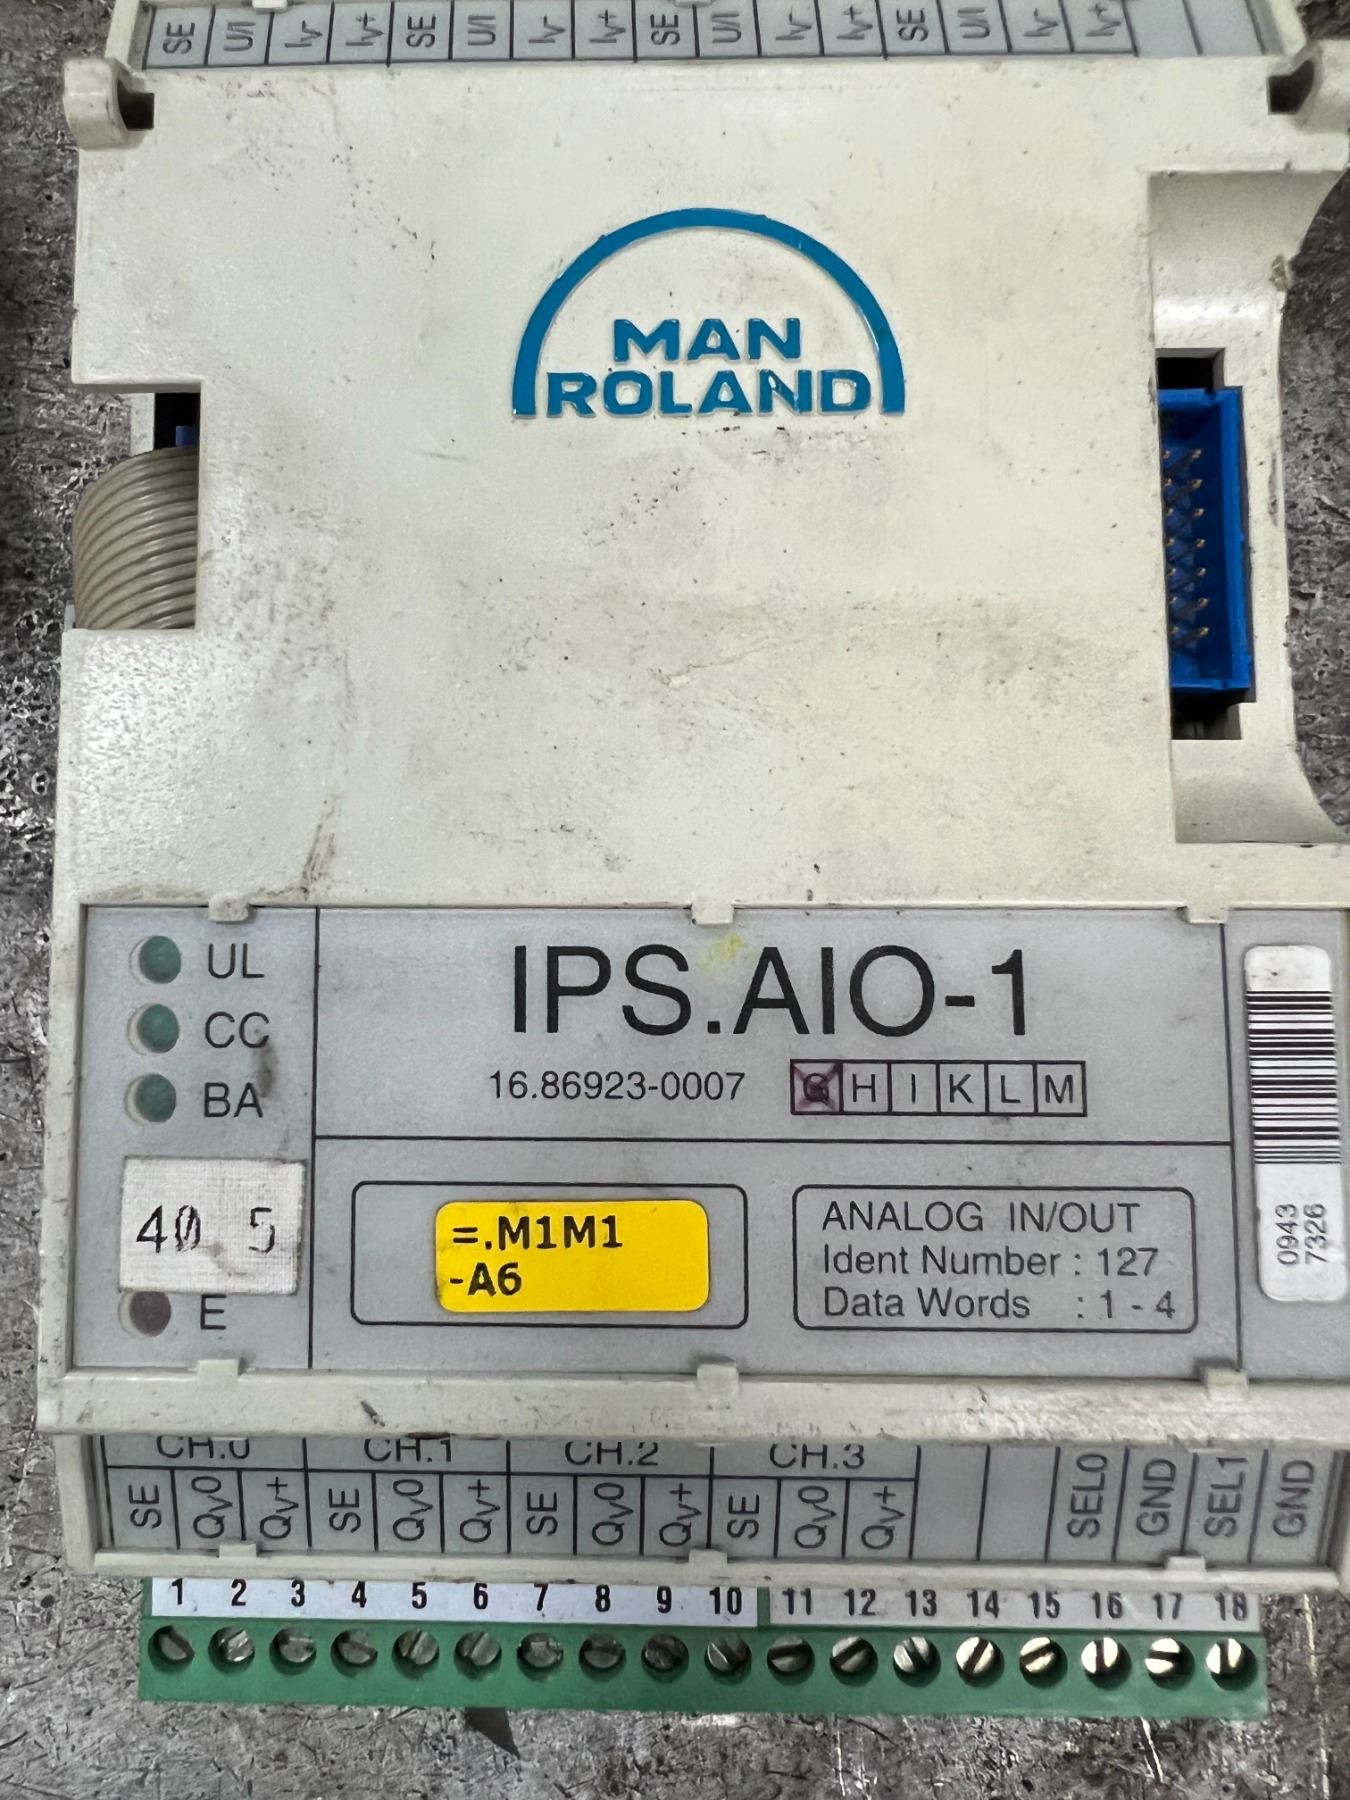 SE U/I IV- IV+ SE U/I IV- IV+ SE U/I IV- IV+ SE U/I IV- IV+
MAN
ROLAND
UL
CC
BA
40 5
E
IPS.AIO-1
16.86923-0007 G H I K L M
=.M1M1
-A6
ANALOG IN/OUT
Ident Number : 127
Data Words : 1 - 4
0943
7326
CH.0 CH.1 CH.2 CH.3
SE QV0 QV+ SE QV0 QV+ SE QV0 QV+ SE QV0 QV+ SEL0 GND SEL1 GND
1 2 3 4 5 6 7 8 9 10 11 12 13 14 15 16 17 18